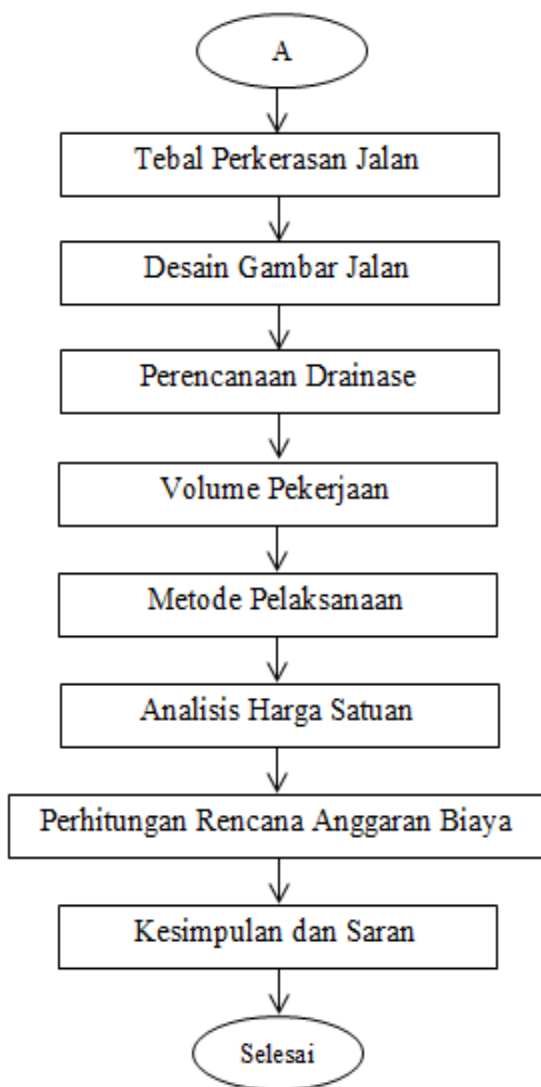 A
Tebal Perkerasan Jalan
Desain Gambar Jalan
Perencanaan Drainase
Volume Pekerjaan
Metode Pelaksanaan
Analisis Harga Satuan
Perhitungan Rencana Anggaran Biaya
Kesimpulan dan Saran
Selesai